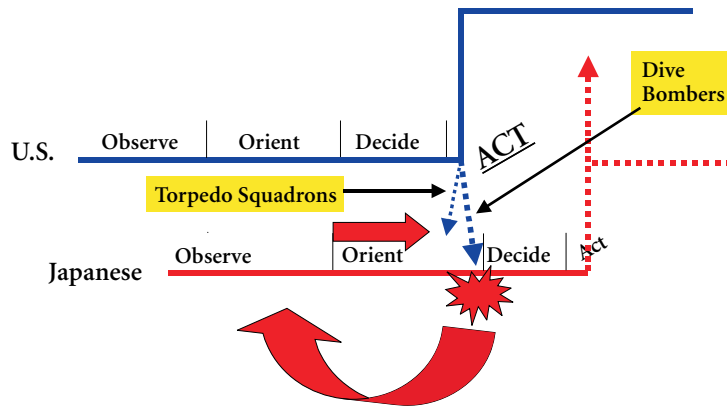 Dive
Bombers
U.S.
Observe
Orient
Decide
ACT
Torpedo Squadrons
Japanese
Observe
Orient
Decide
Act